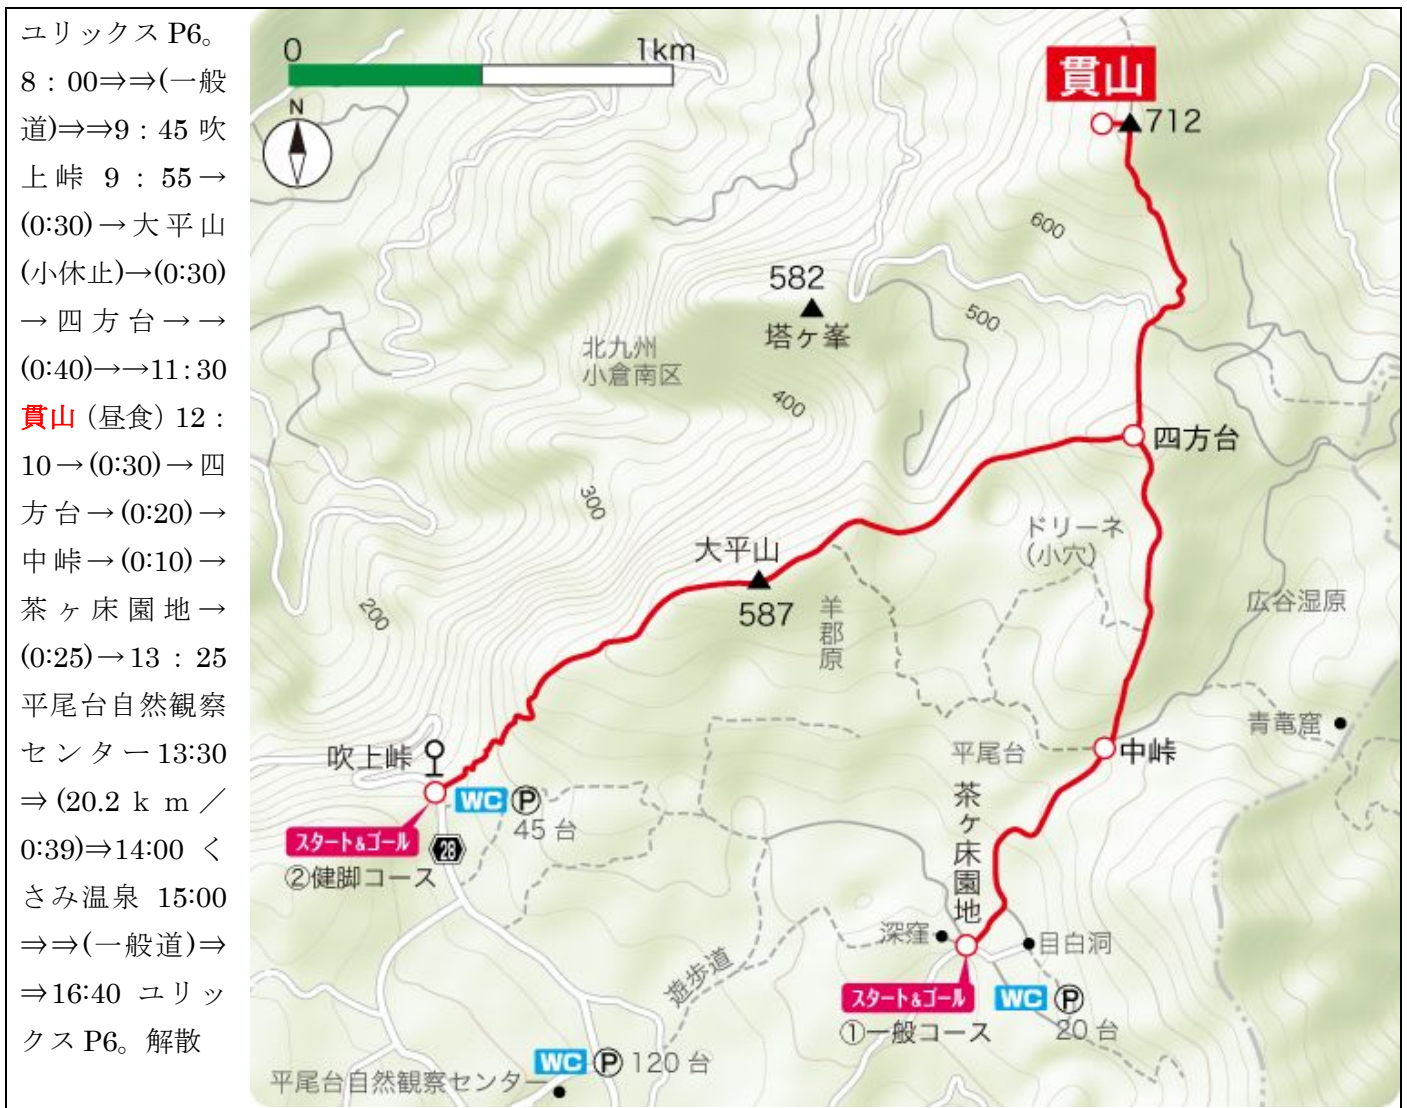 ユリックス P6。
8：00⇒⇒(一般
道)⇒⇒9：45 吹
上峠 9：55→
(0:30)→大平山
(小休止)→(0:30)
→四方台→→
(0:40)→→11:30
貫山（昼食）12：
10→(0:30)→四
方台→(0:20)→
中峠→(0:10)→
茶ヶ床園地→
(0:25)→13：25
平尾台自然観察
センター13:30
⇒(20.2ｋｍ／
0:39)⇒14:00 く
さみ温泉 15:00
⇒⇒(一般道)⇒
⇒16:40 ユリッ
クス P6。解散
0
1km
N
貫山
712
600
582
塔ヶ峯
500
北九州
小倉南区
400
四方台
300
ドリーネ
(小穴)
大平山
587
羊郡原
広谷湿原
200
青竜窟
吹上峠
平尾台
中峠
WC P
45台
茶ヶ床園地
スタート&ゴール
28
②健脚コース
深窪
目白洞
遊歩道
スタート&ゴール
WC P
20台
①一般コース
WC P 120台
平尾台自然観察センター